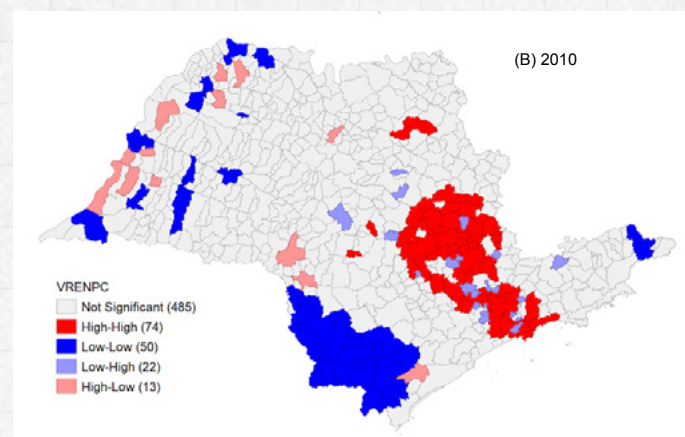 (B) 2010
VRENPC
Not Significant (485)
High-High (74)
Low-Low (50)
Low-High (22)
High-Low (13)